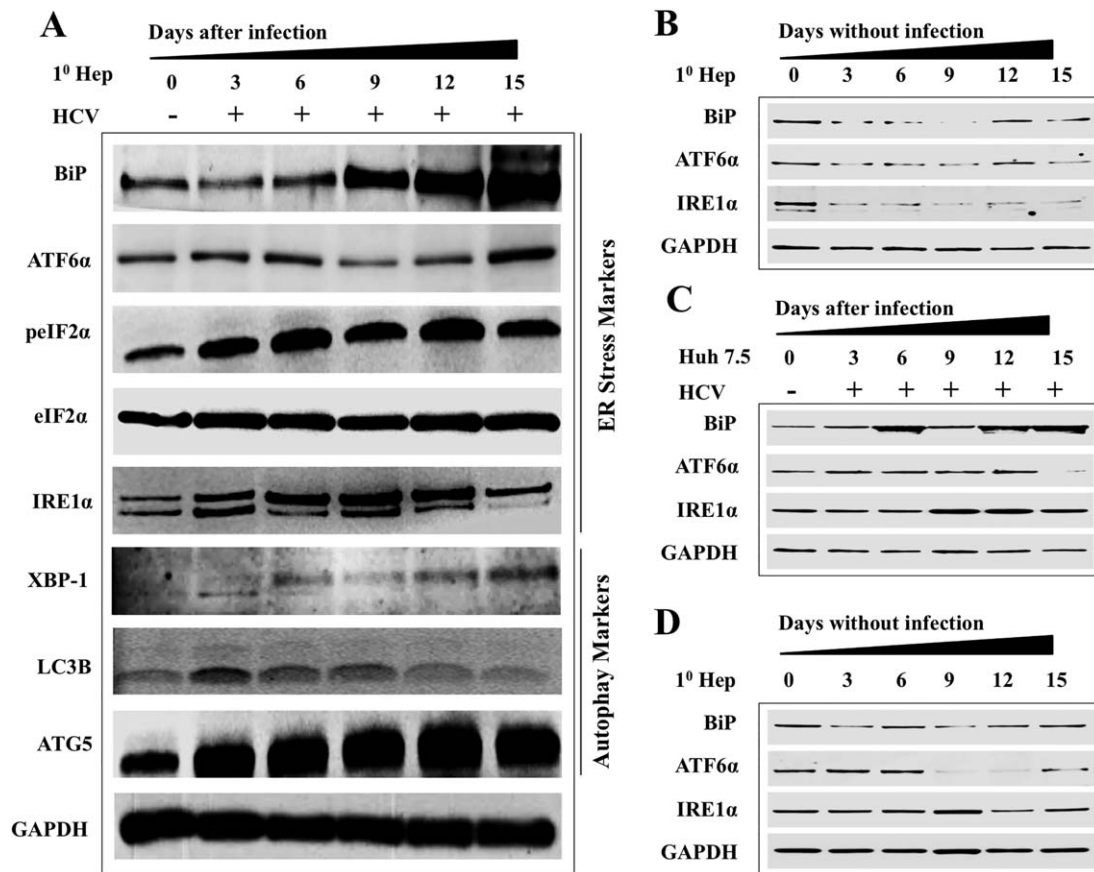 A
Days after infection
1⁰ Hep 0 3 6 9 12 15
HCV - + + + + +
BiP
ATF6α
peIF2α
eIF2α
IRE1α
XBP-1
LC3B
ATG5
GAPDH
ER Stress Markers
Autophay Markers
B
Days without infection
1⁰ Hep 0 3 6 9 12 15
BiP
ATF6α
IRE1α
GAPDH
C
Days after infection
Huh 7.5 0 3 6 9 12 15
HCV - + + + + +
BiP
ATF6α
IRE1α
GAPDH
D
Days without infection
1⁰ Hep 0 3 6 9 12 15
BiP
ATF6α
IRE1α
GAPDH